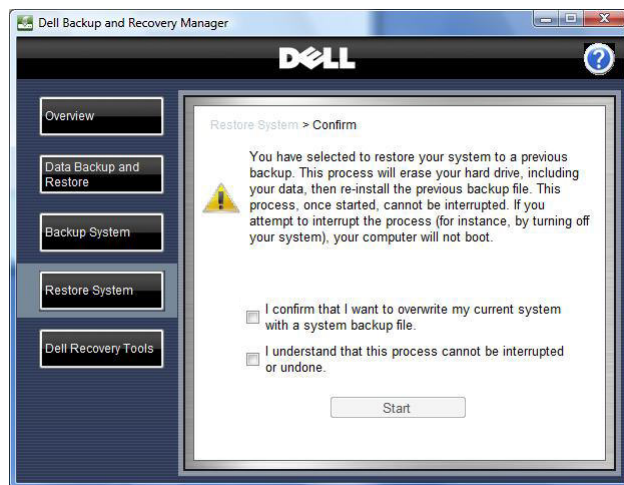 Dell Backup and Recovery Manager
DELL
?
Overview
Data Backup and
Restore
Backup System
Restore System
Dell Recovery Tools
Restore System > Confirm
You have selected to restore your system to a previous
backup. This process will erase your hard drive, including
your data, then re-install the previous backup file. This
process, once started, cannot be interrupted. If you
attempt to interrupt the process (for instance, by turning off
your system), your computer will not boot.
I confirm that I want to overwrite my current system
with a system backup file.
I understand that this process cannot be interrupted
or undone.
Start